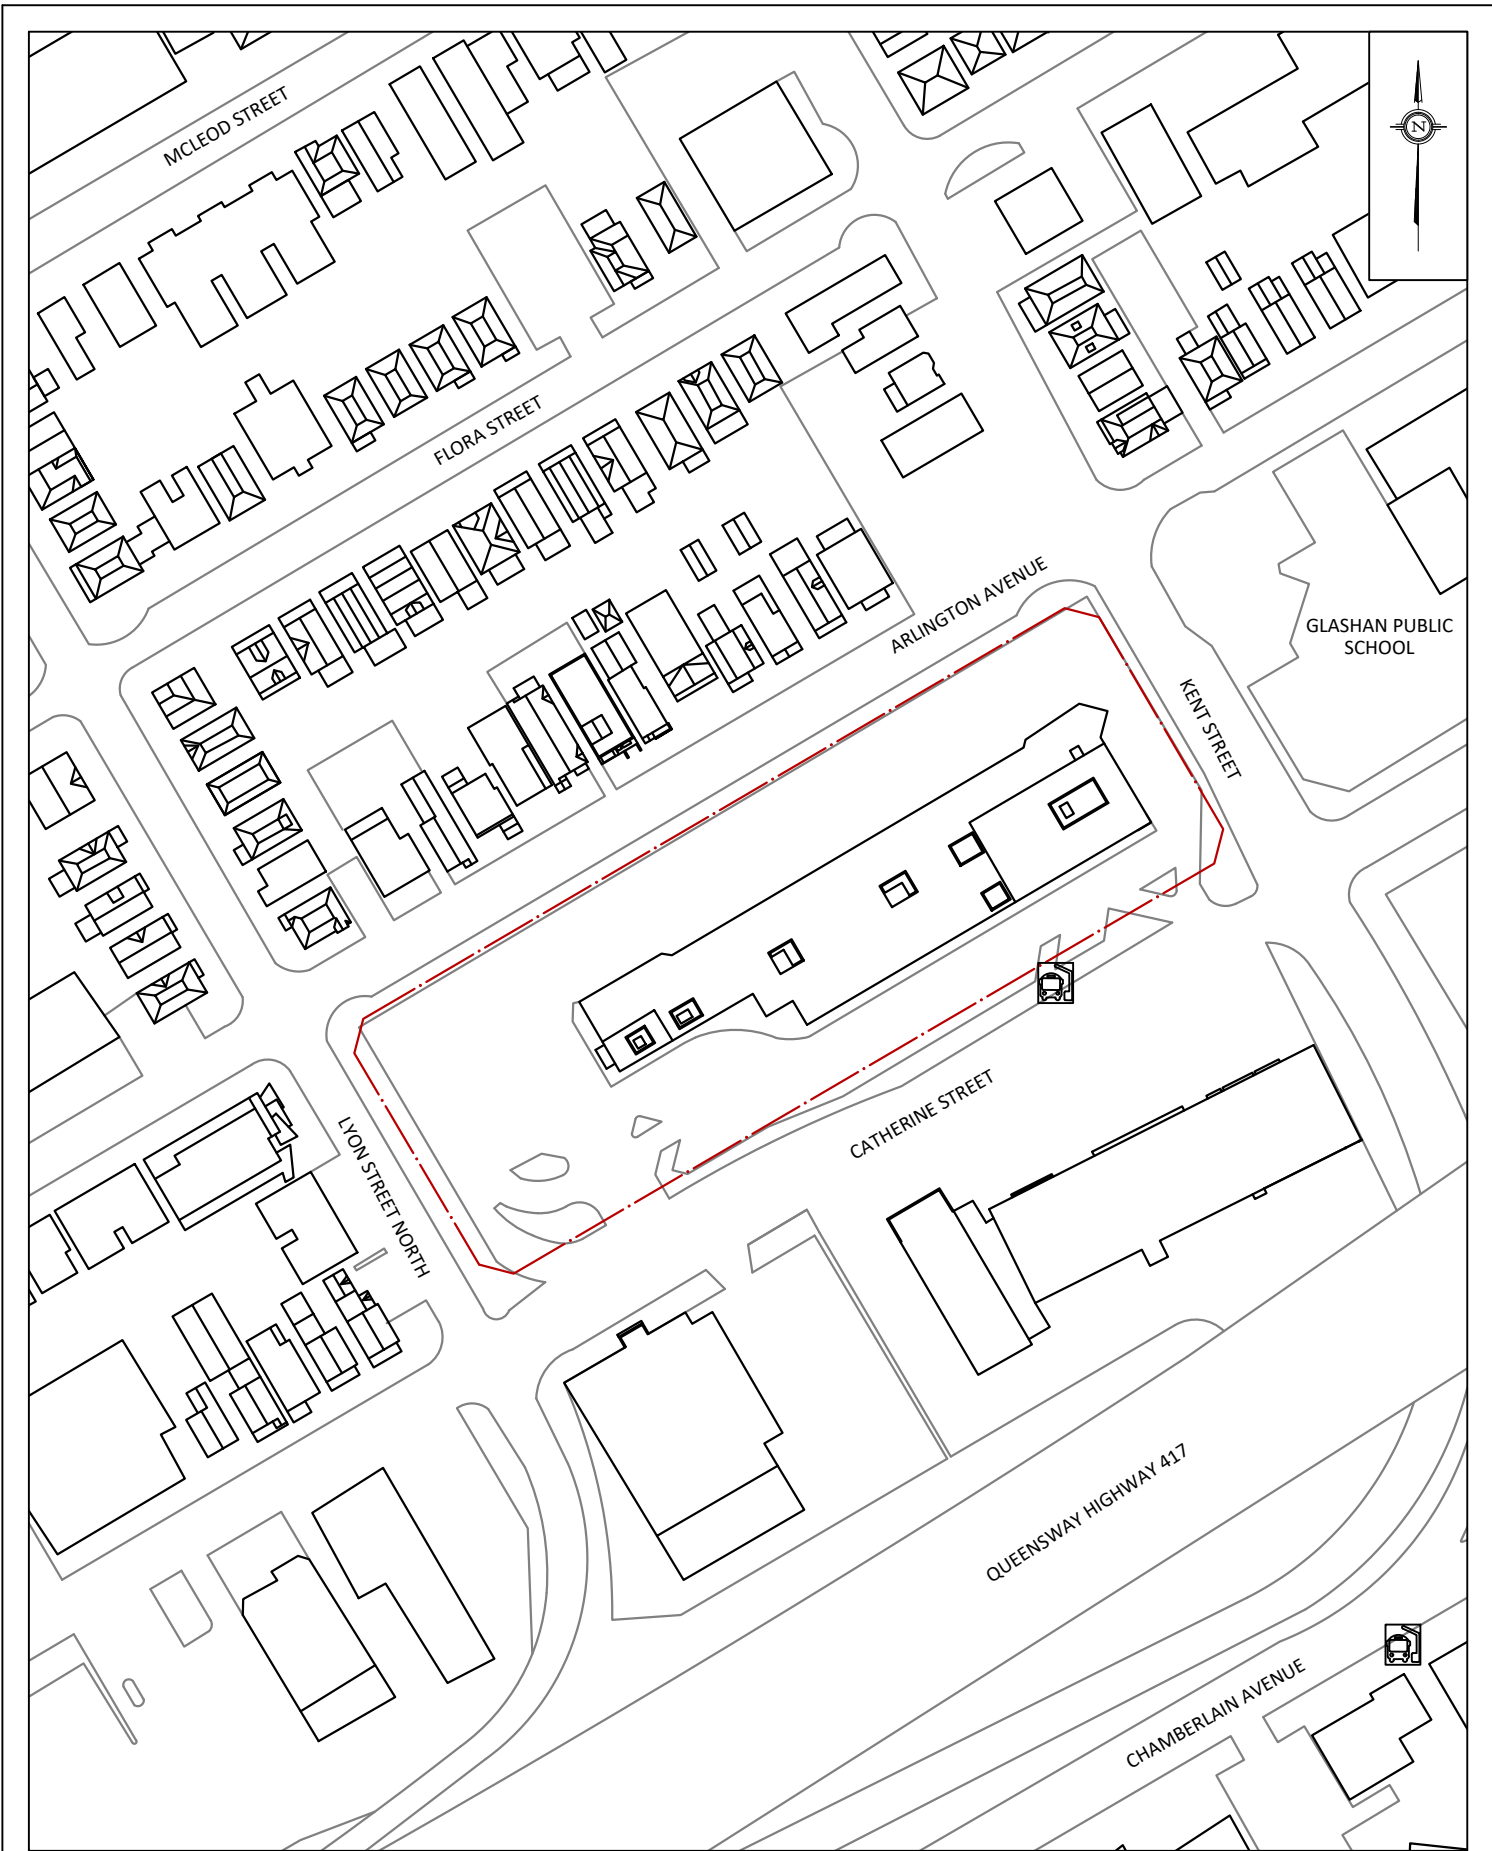 MCLEOD STREET
N
FLORA STREET
ARLINGTON AVENUE
GLASHAN PUBLIC
SCHOOL
KENT STREET
CATHERINE STREET
LYON STREET NORTH
QUEENSWAY HIGHWAY 417
CHAMBERLAIN AVENUE